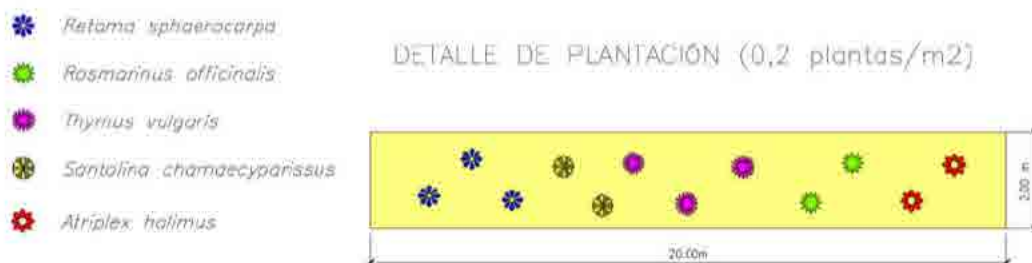 Retama sphaerocarpa
Rosmarinus officinalis
Thymus vulgaris
Santolina chamaecyparissus
Atriplex halimus
DETALLE DE PLANTACIÓN (0,2 plantas/m2)
2.00 m
20.00m